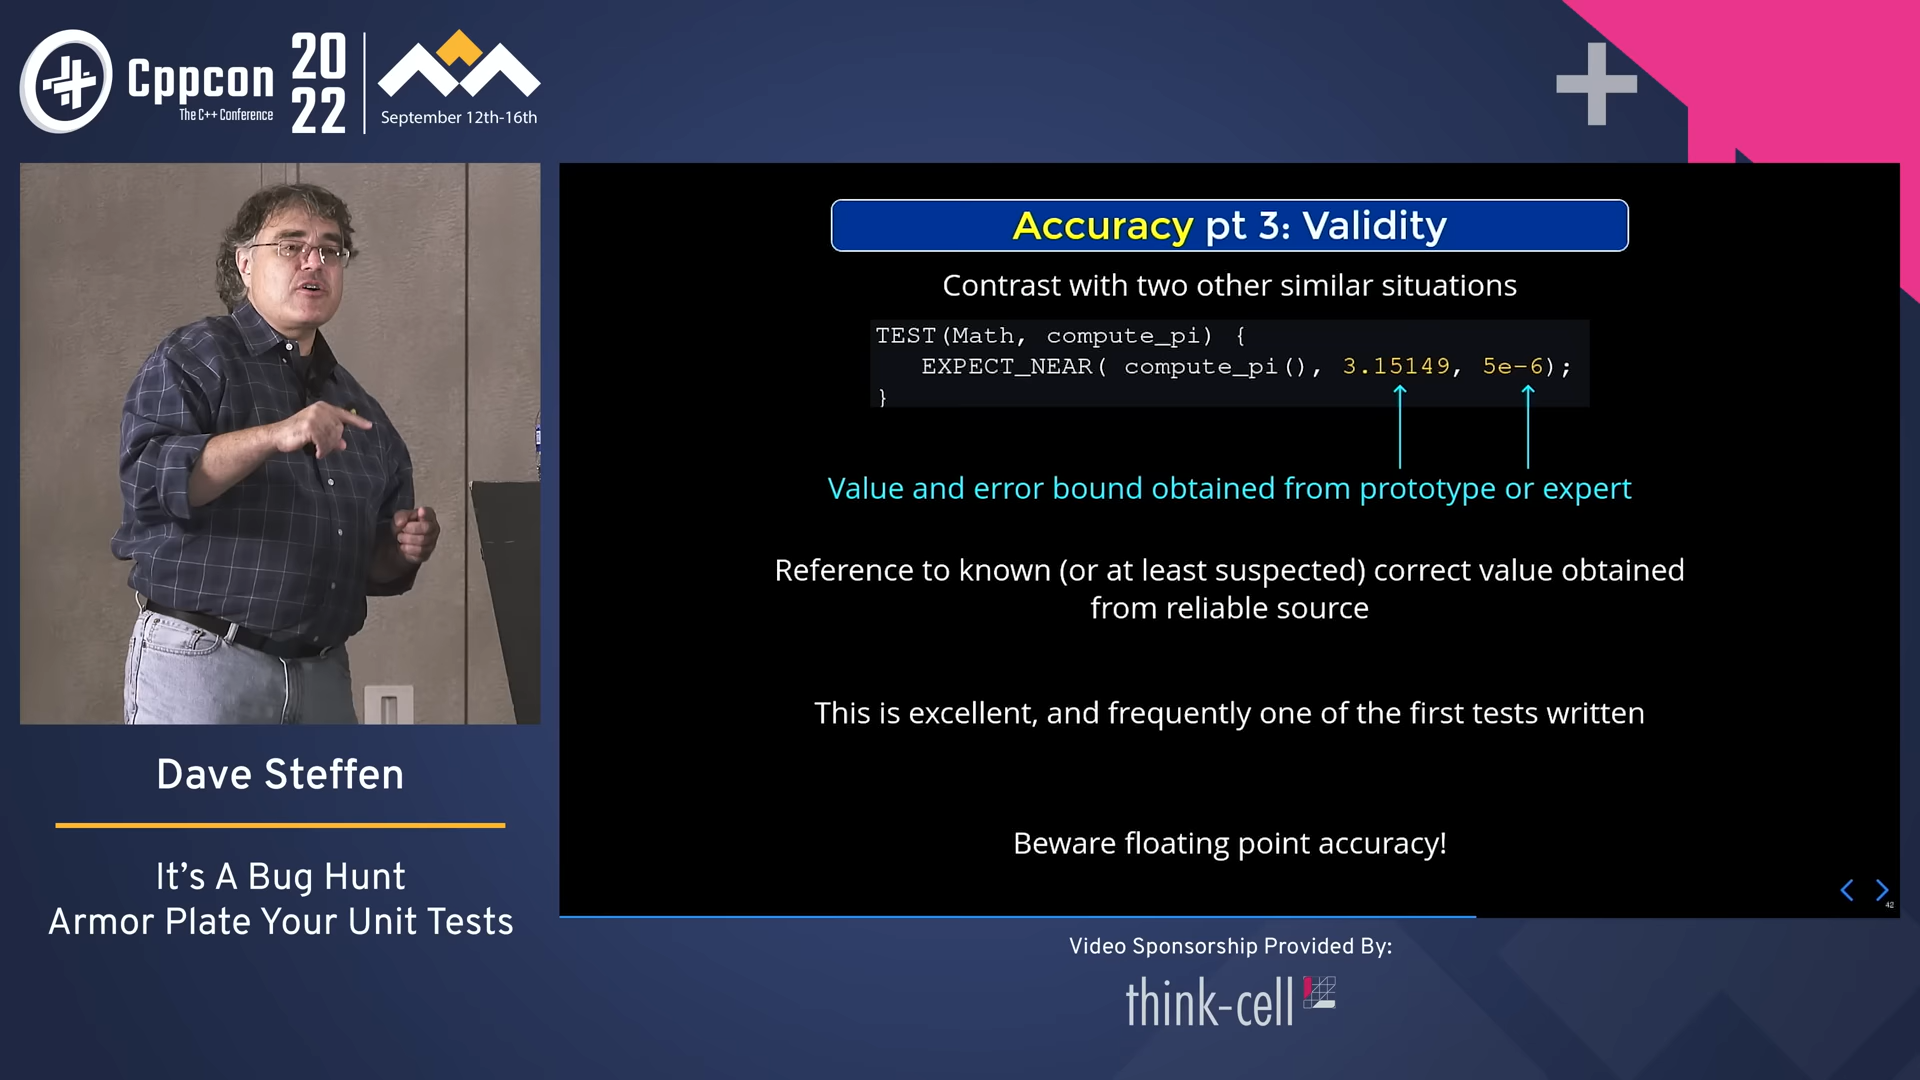 Cppcon
The C++ Conference
20
22
September 12th-16th
Accuracy pt 3: Validity
Contrast with two other similar situations
TEST(Math, compute_pi) {
EXPECT_NEAR( compute_pi(), 3.15149, 5e-6);
}
Value and error bound obtained from prototype or expert
Reference to known (or at least suspected) correct value obtained
from reliable source
This is excellent, and frequently one of the first tests written
Beware floating point accuracy!
42
Dave Steffen
It's A Bug Hunt
Armor Plate Your Unit Tests
Video Sponsorship Provided By:
think-cell